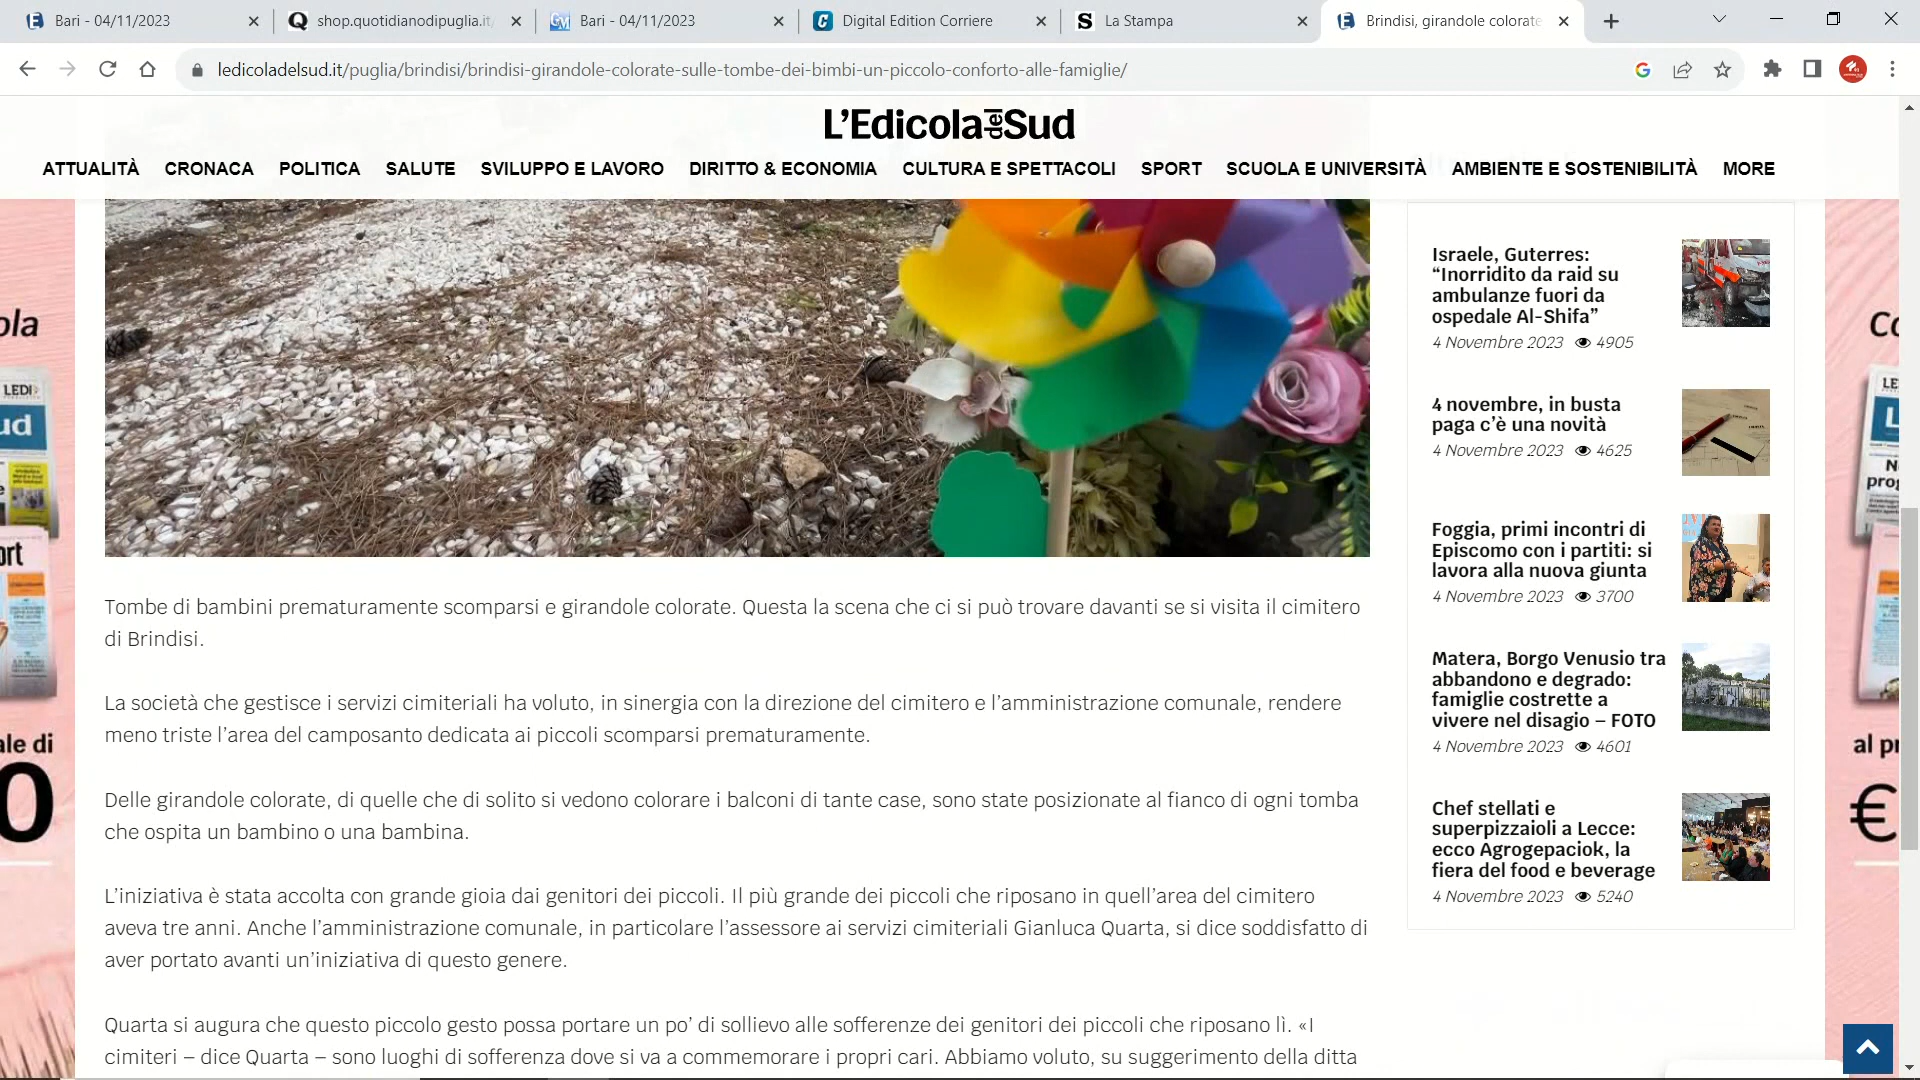 Bari - 04/11/2023
shop.quotidianodipuglia.it
Bari - 04/11/2023
Digital Edition Corriere
La Stampa
Brindisi, girandole colorate
ledicoladelsud.it/puglia/brindisi/brindisi-girandole-colorate-sulle-tombe-dei-bimbi-un-piccolo-conforto-alle-famiglie/
L'Edicola del Sud
ATTUALITÀ CRONACA POLITICA SALUTE SVILUPPO E LAVORO DIRITTO & ECONOMIA CULTURA E SPETTACOLI SPORT SCUOLA E UNIVERSITÀ AMBIENTE E SOSTENIBILITÀ MORE
Tombe di bambini prematuramente scomparsi e girandole colorate. Questa la scena che ci si può trovare davanti se si visita il cimitero
di Brindisi.
La società che gestisce i servizi cimiteriali ha voluto, in sinergia con la direzione del cimitero e l'amministrazione comunale, rendere
meno triste l'area del camposanto dedicata ai piccoli scomparsi prematuramente.
Delle girandole colorate, di quelle che di solito si vedono colorare i balconi di tante case, sono state posizionate al fianco di ogni tomba
che ospita un bambino o una bambina.
L'iniziativa è stata accolta con grande gioia dai genitori dei piccoli. Il più grande dei piccoli che riposano in quell'area del cimitero
aveva tre anni. Anche l'amministrazione comunale, in particolare l'assessore ai servizi cimiteriali Gianluca Quarta, si dice soddisfatto di
aver portato avanti un'iniziativa di questo genere.
Quarta si augura che questo piccolo gesto possa portare un po' di sollievo alle sofferenze dei genitori dei piccoli che riposano lì. «I
cimiteri – dice Quarta – sono luoghi di sofferenza dove si va a commemorare i propri cari. Abbiamo voluto, su suggerimento della ditta
Israele, Guterres:
"Inorridito da raid su
ambulanze fuori da
ospedale Al-Shifa"
4 Novembre 2023 4905
4 novembre, in busta
paga c'è una novità
4 Novembre 2023 4625
Foggia, primi incontri di
Episcomo con i partiti: si
lavora alla nuova giunta
4 Novembre 2023 3700
Matera, Borgo Venusio tra
abbandono e degrado:
famiglie costrette a
vivere nel disagio – FOTO
4 Novembre 2023 4601
Chef stellati e
superpizzaioli a Lecce:
ecco Agrogepaciok, la
fiera del food e beverage
4 Novembre 2023 5240
ola
LEDI
ud
ort
ale di
0
Co
LE
al pr
€